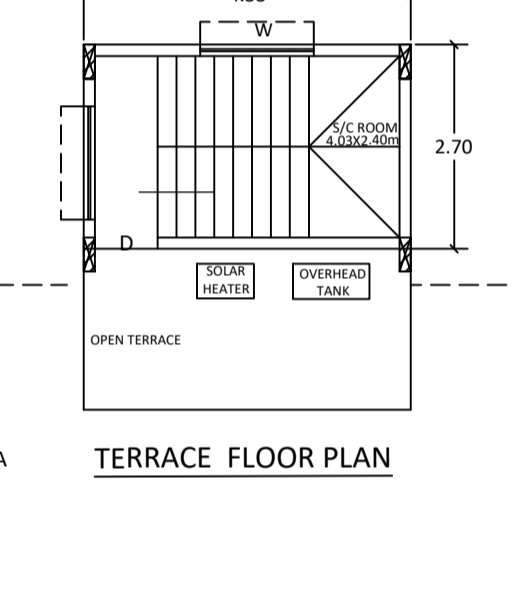 W
S/C ROOM
4.03X2.40m
2.70
D
SOLAR
HEATER
OVERHEAD
TANK
OPEN TERRACE
A
TERRACE FLOOR PLAN